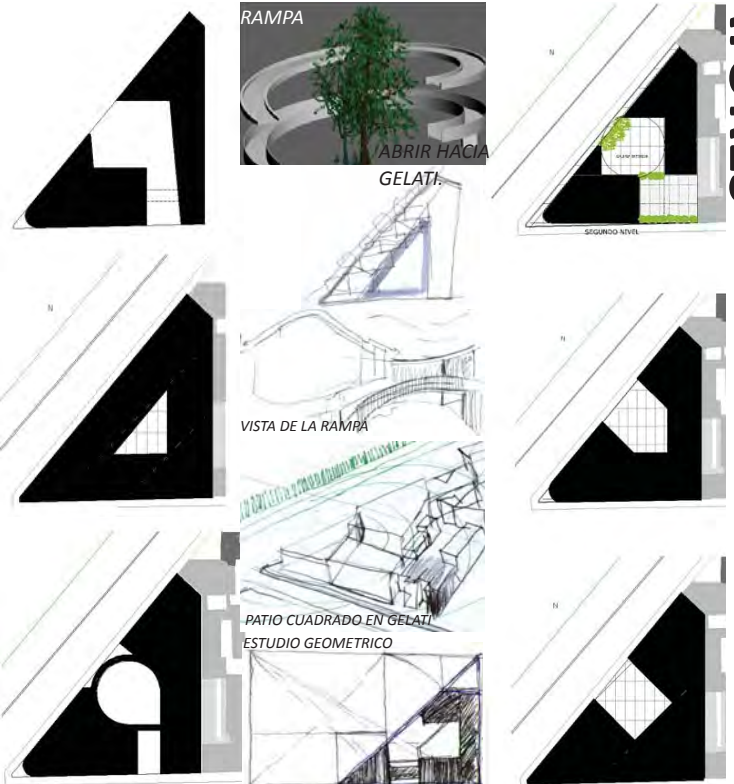 RAMPA
ABRIR HACIA
GELATI.
N
SEGUNDO NIVEL
N
N
VISTA DE LA RAMPA
PATIO CUADRADO EN GELATI
ESTUDIO GEOMETRICO
N